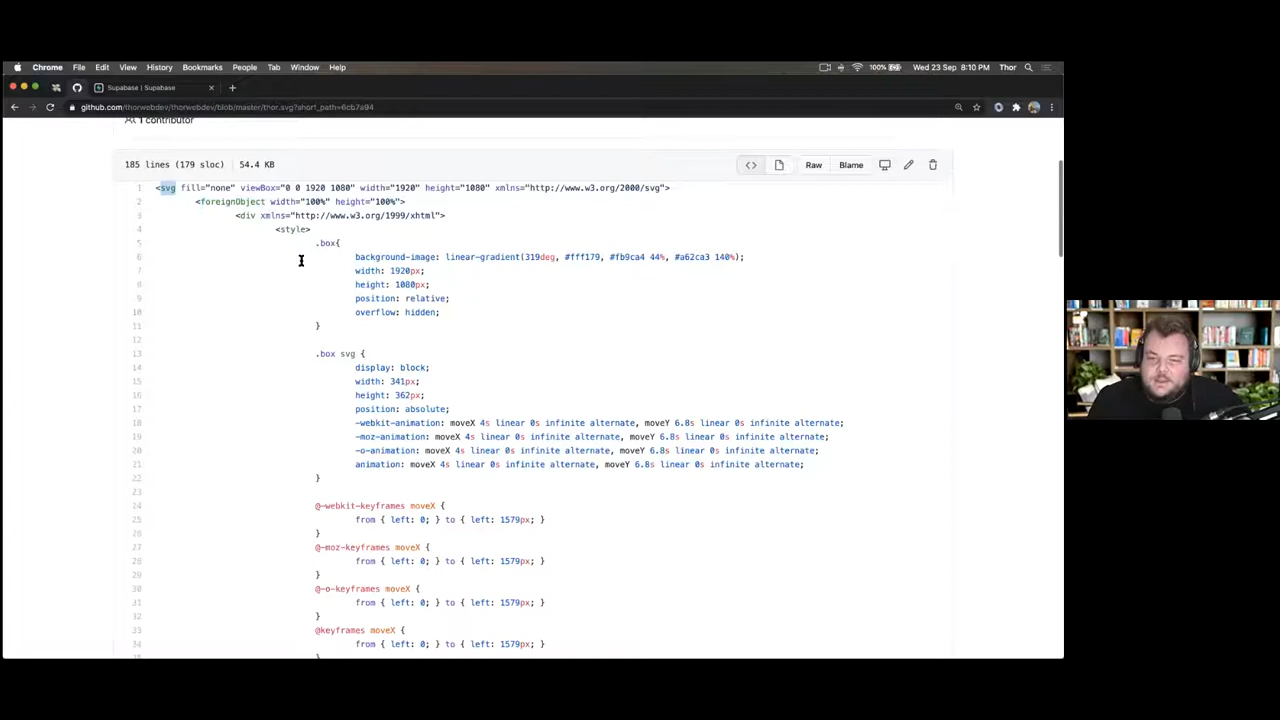 Chrome File Edit View History Bookmarks People Tab Window Help 100% Wed 23 Sep 8:10 PM Thor
Supabase | Supabase
github.com/thorwebdev/thorwebdev/blob/master/thor.svg?short_path=6cb7a94
1 contributor
185 lines (179 sloc) 54.4 KB Raw Blame
1 <svg fill="none" viewBox="0 0 1920 1080" width="1920" height="1080" xmlns="http://www.w3.org/2000/svg">
2 <foreignObject width="100%" height="100%">
3 <div xmlns="http://www.w3.org/1999/xhtml">
4 <style>
5 .box{
6 background-image: linear-gradient(319deg, #fff179, #fb9ca4 44%, #a62ca3 140%);
7 width: 1920px;
8 height: 1080px;
9 position: relative;
10 overflow: hidden;
11 }
12
13 .box svg {
14 display: block;
15 width: 341px;
16 height: 362px;
17 position: absolute;
18 -webkit-animation: moveX 4s linear 0s infinite alternate, moveY 6.8s linear 0s infinite alternate;
19 -moz-animation: moveX 4s linear 0s infinite alternate, moveY 6.8s linear 0s infinite alternate;
20 -o-animation: moveX 4s linear 0s infinite alternate, moveY 6.8s linear 0s infinite alternate;
21 animation: moveX 4s linear 0s infinite alternate, moveY 6.8s linear 0s infinite alternate;
22 }
23
24 @-webkit-keyframes moveX {
25 from { left: 0; } to { left: 1579px; }
26 }
27 @-moz-keyframes moveX {
28 from { left: 0; } to { left: 1579px; }
29 }
30 @-o-keyframes moveX {
31 from { left: 0; } to { left: 1579px; }
32 }
33 @keyframes moveX {
34 from { left: 0; } to { left: 1579px; }